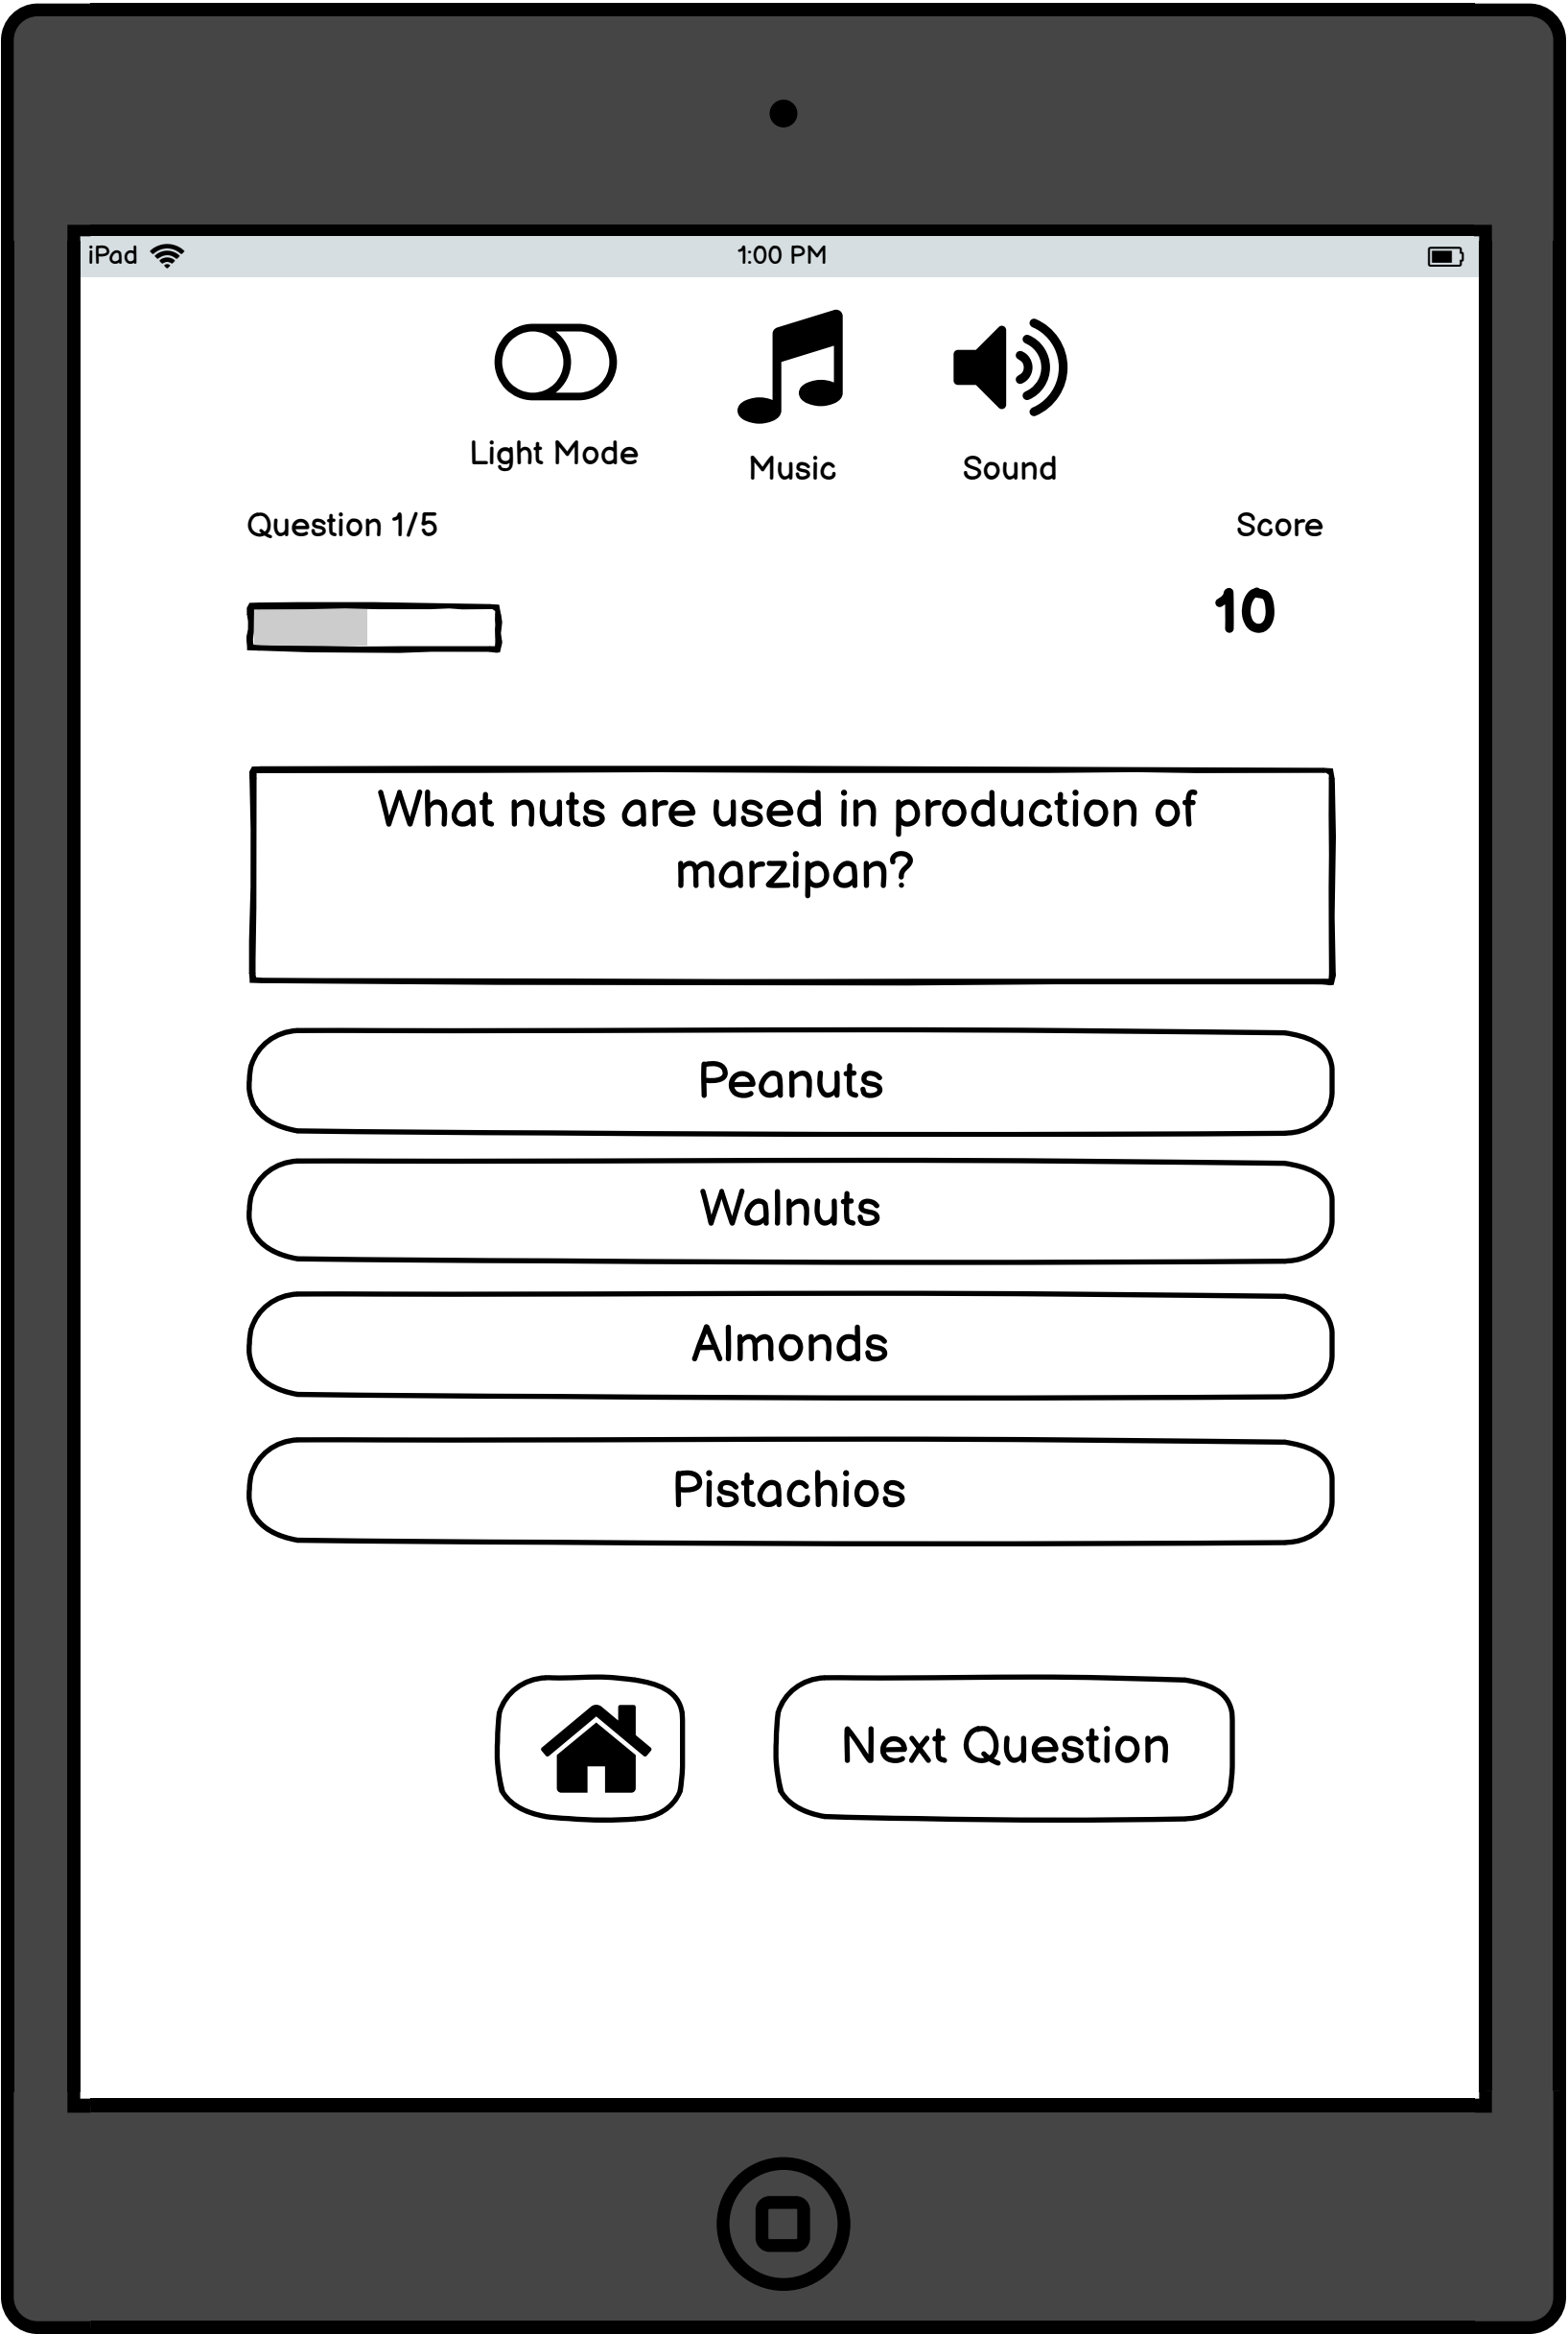 iPad
1:00 PM
Light Mode
Music
Sound
Question 1/5
Score
10
What nuts are used in production of
marzipan?
Peanuts
Walnuts
Almonds
Pistachios
Next Question